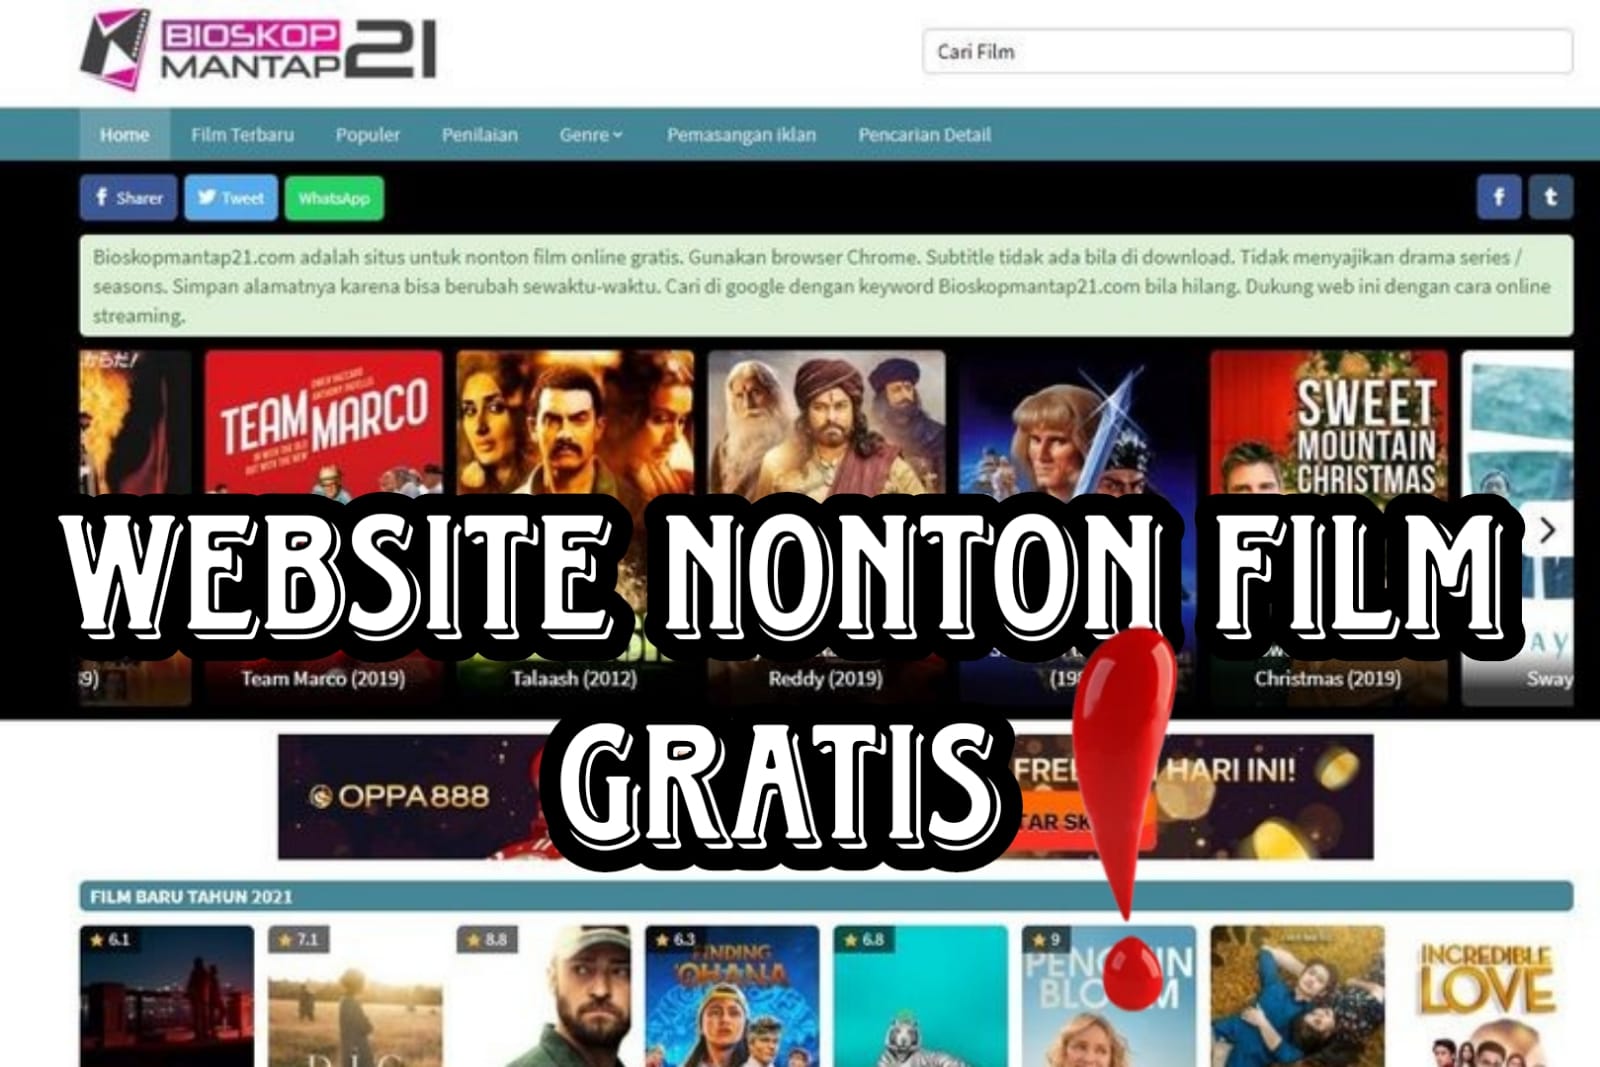 BIOSKOP
MANTAP21
Cari Film
Home Film Terbaru Populer Penilaian Genre Pemasangan iklan Pencarian Detail
f Sharer Tweet WhatsApp f t
Bioskopmantap21.com adalah situs untuk nonton film online gratis. Gunakan browser Chrome. Subtitle tidak ada bila di download. Tidak menyajikan drama series /
seasons. Simpan alamatnya karena bisa berubah sewaktu-waktu. Cari di google dengan keyword Bioskopmantap21.com bila hilang. Dukung web ini dengan cara online
streaming.
からだ!
TEAM MARCO
SWEET
MOUNTAIN
CHRISTMAS
WEBSITE NONTON FILM
GRATIS!
9)
Team Marco (2019)
Talaash (2012)
Reddy (2019)
(198
Christmas (2019)
Sway
OPPA888
FREE HARI INI!
FILM BARU TAHUN 2021
6.1 7.1 8.8 6.3 6.8 9
FINDING
'OHANA
INCREDIBLE
LOVE